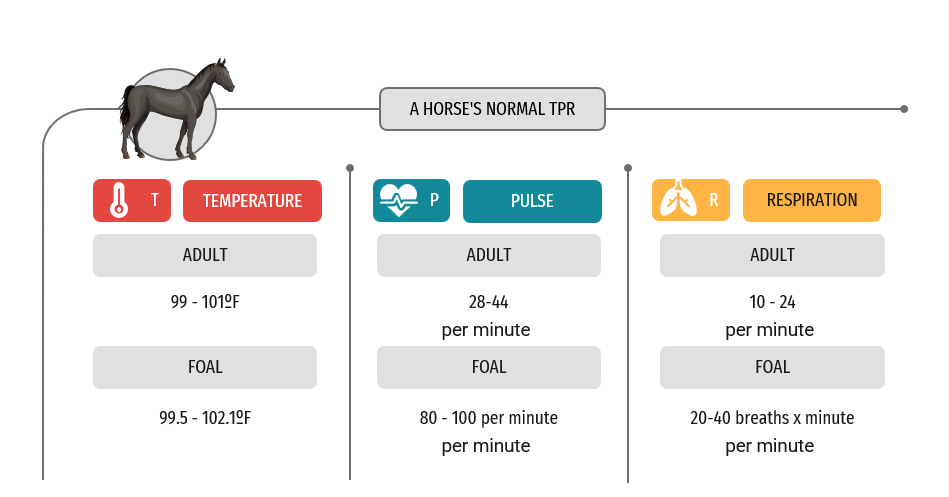 A HORSE'S NORMAL TPR
T TEMPERATURE
ADULT
99 - 101ºF
FOAL
99.5 - 102.1ºF
P PULSE
ADULT
28-44
per minute
FOAL
80 - 100 per minute
per minute
R RESPIRATION
ADULT
10 - 24
per minute
FOAL
20-40 breaths x minute
per minute